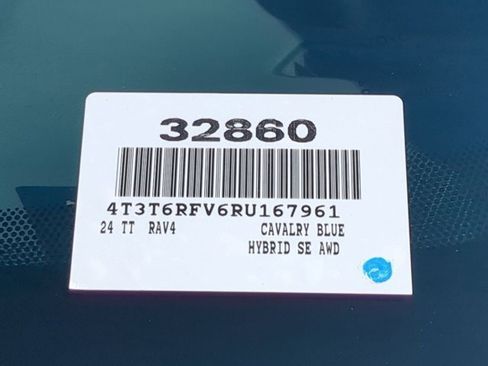 32860
4T3T6RFV6RU167961
24 TT RAV4 CAVALRY BLUE
HYBRID SE AWD